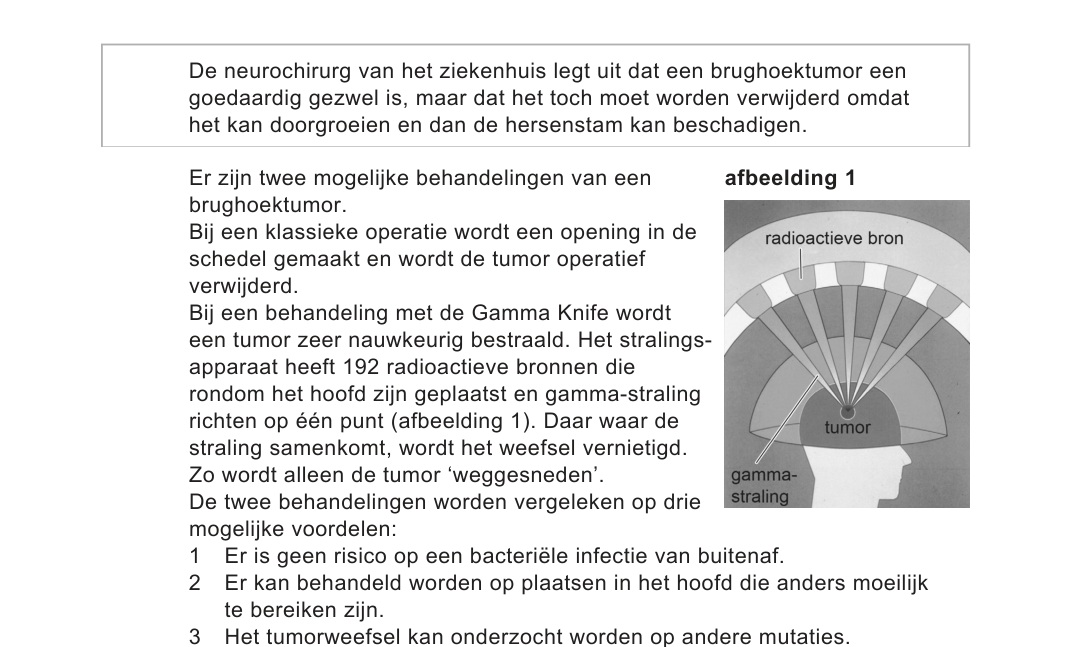 De neurochirurg van het ziekenhuis legt uit dat een brughoektumor een
goedaardig gezwel is, maar dat het toch moet worden verwijderd omdat
het kan doorgroeien en dan de hersenstam kan beschadigen.
Er zijn twee mogelijke behandelingen van een
brughoektumor.
Bij een klassieke operatie wordt een opening in de
schedel gemaakt en wordt de tumor operatief
verwijderd.
Bij een behandeling met de Gamma Knife wordt
een tumor zeer nauwkeurig bestraald. Het stralings-
apparaat heeft 192 radioactieve bronnen die
rondom het hoofd zijn geplaatst en gamma-straling
richten op één punt (afbeelding 1). Daar waar de
straling samenkomt, wordt het weefsel vernietigd.
Zo wordt alleen de tumor ‘weggesneden’.
De twee behandelingen worden vergeleken op drie
mogelijke voordelen:
1 Er is geen risico op een bacteriële infectie van buitenaf.
2 Er kan behandeld worden op plaatsen in het hoofd die anders moeilijk
te bereiken zijn.
3 Het tumorweefsel kan onderzocht worden op andere mutaties.
afbeelding 1
radioactieve bron
tumor
gamma-
straling